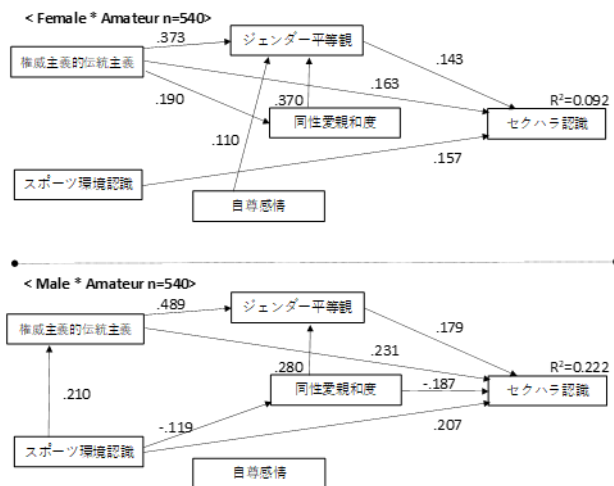 < Female * Amateur n=540>
.373
ジェンダー平等観
.143
権威主義的伝統主義
.163
.190
.370
R²=0.092
同性愛親和度
セクハラ認識
.110
.157
スポーツ環境認識
自尊感情
< Male * Amateur n=540>
.489
ジェンダー平等観
.179
権威主義的伝統主義
.231
.280
R²=0.222
同性愛親和度
-.187
セクハラ認識
.210
-.119
.207
スポーツ環境認識
自尊感情